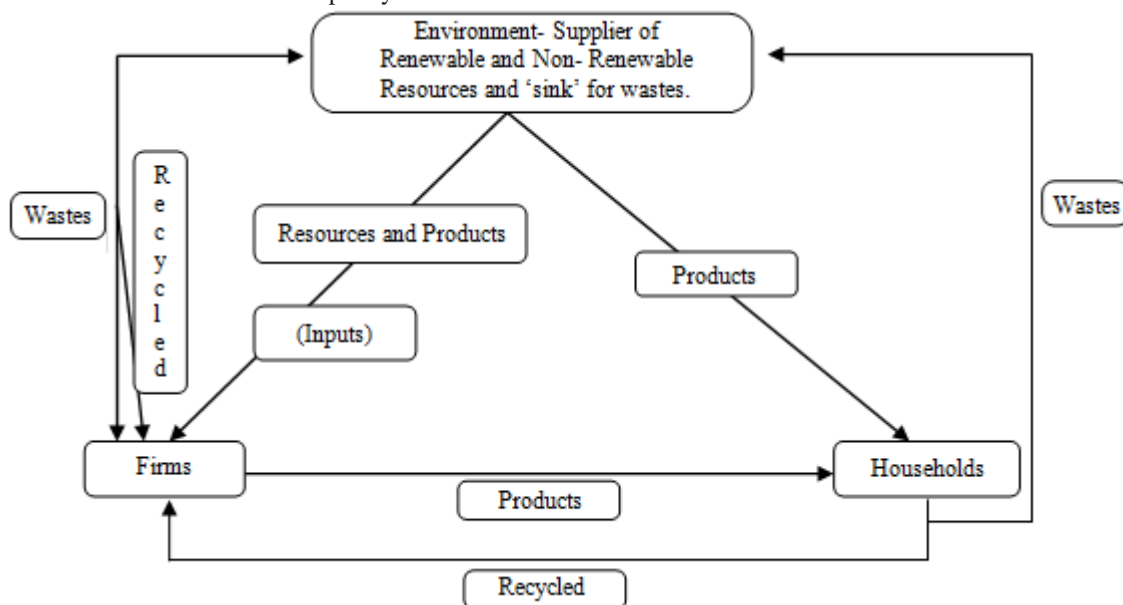 Environment- Supplier of
Renewable and Non- Renewable
Resources and ‘sink’ for wastes.
R
e
c
y
c
l
e
d
Wastes
Wastes
Resources and Products
Products
(Inputs)
Firms
Households
Products
Recycled